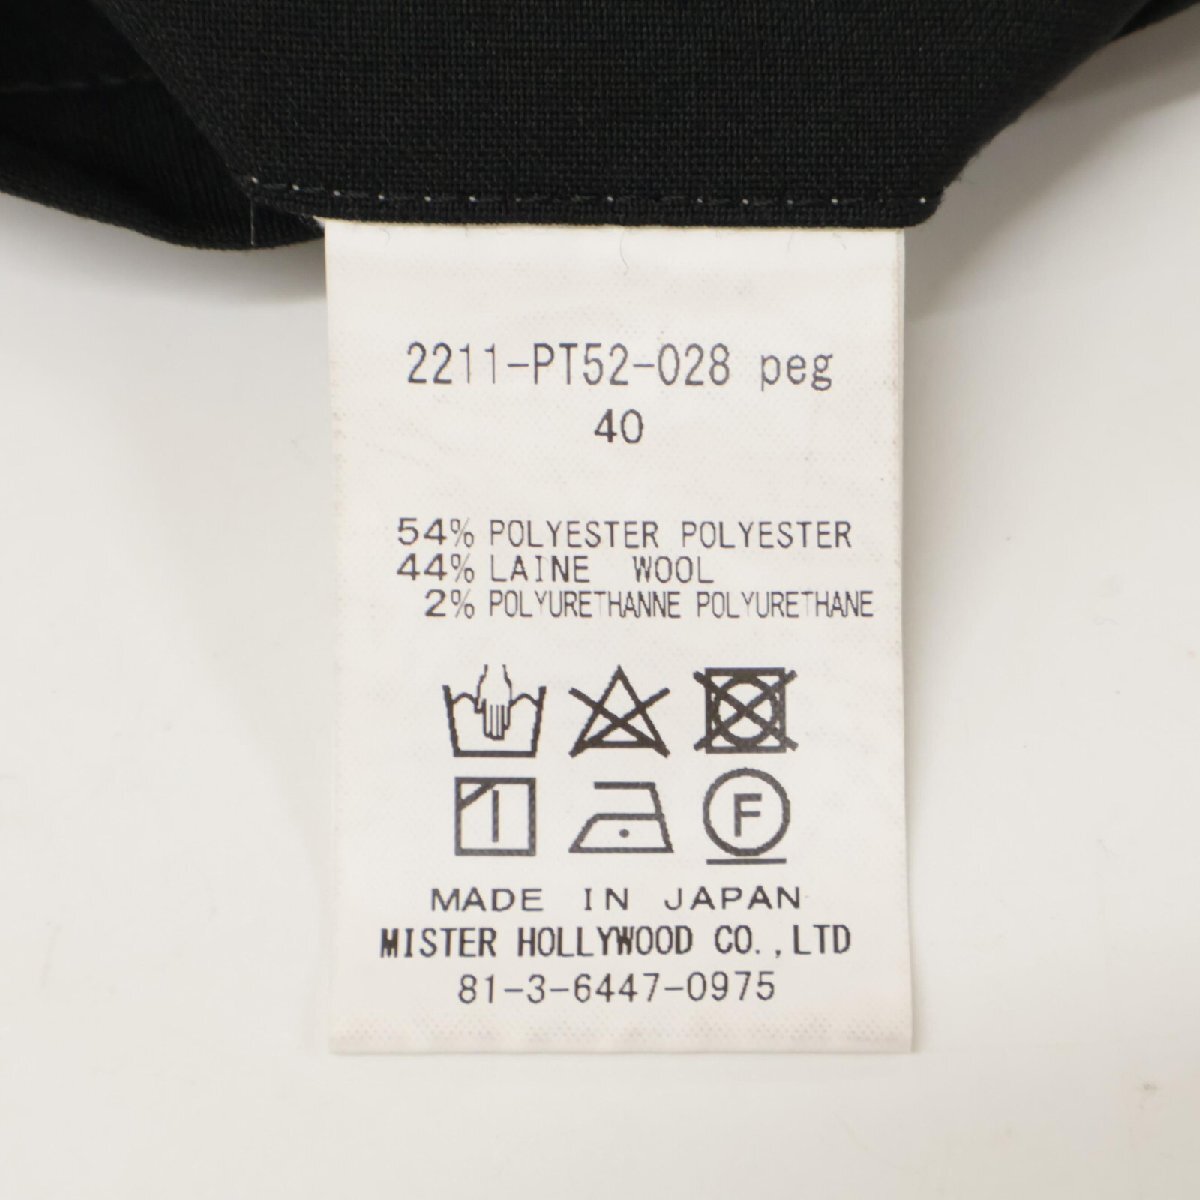 2211-PT52-028 peg
40
54% POLYESTER POLYESTER
44% LAINE WOOL
2% POLYURETHANNE POLYURETHANE
F
MADE IN JAPAN
MISTER HOLLYWOOD CO.,LTD
81-3-6447-0975